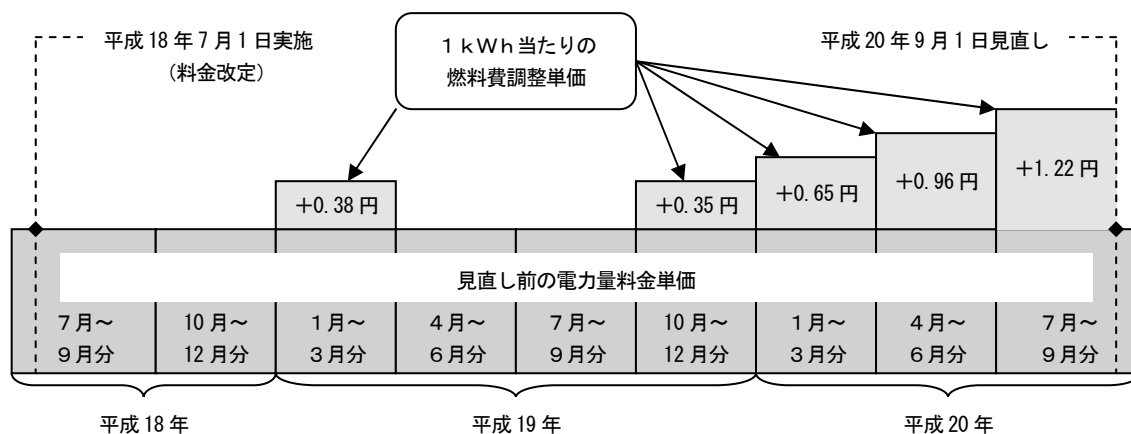 平成18年7月1日実施
(料金改定)
1kWh当たりの
燃料費調整単価
平成20年9月1日見直し
+0.38円
+0.35円
+0.65円
+0.96円
+1.22円
見直し前の電力量料金単価
7月~
9月分
10月~
12月分
1月~
3月分
4月~
6月分
7月~
9月分
10月~
12月分
1月~
3月分
4月~
6月分
7月~
9月分
平成18年
平成19年
平成20年